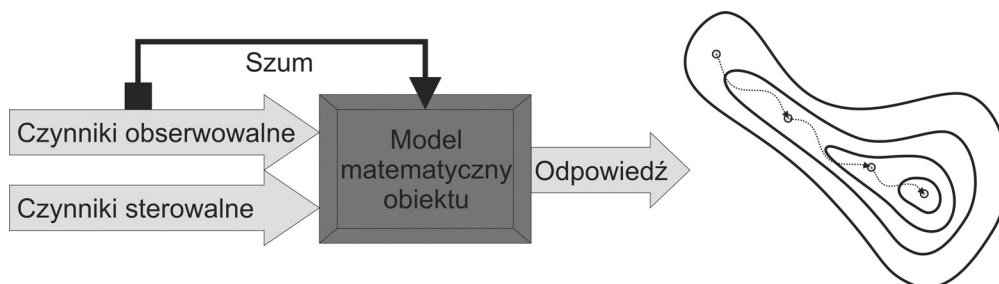 Szum
Czynniki obserwowalne
Czynniki sterowalne
Model
matematyczny
obiektu
Odpowiedź